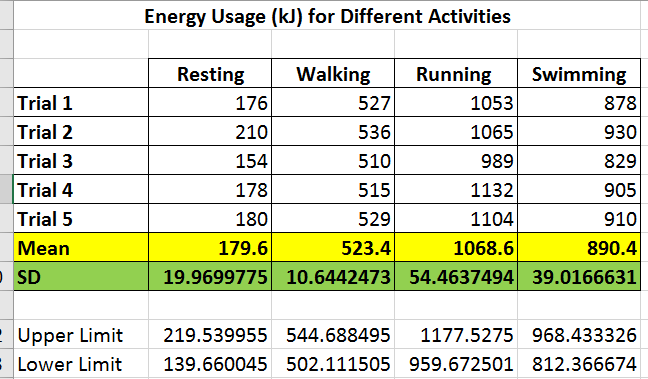 Energy Usage (kJ) for Different Activities
Resting Walking Running Swimming
Trial 1 176 527 1053 878
Trial 2 210 536 1065 930
Trial 3 154 510 989 829
Trial 4 178 515 1132 905
Trial 5 180 529 1104 910
Mean 179.6 523.4 1068.6 890.4
SD 19.9699775 10.6442473 54.4637494 39.0166631
Upper Limit 219.539955 544.688495 1177.5275 968.433326
Lower Limit 139.660045 502.111505 959.672501 812.366674